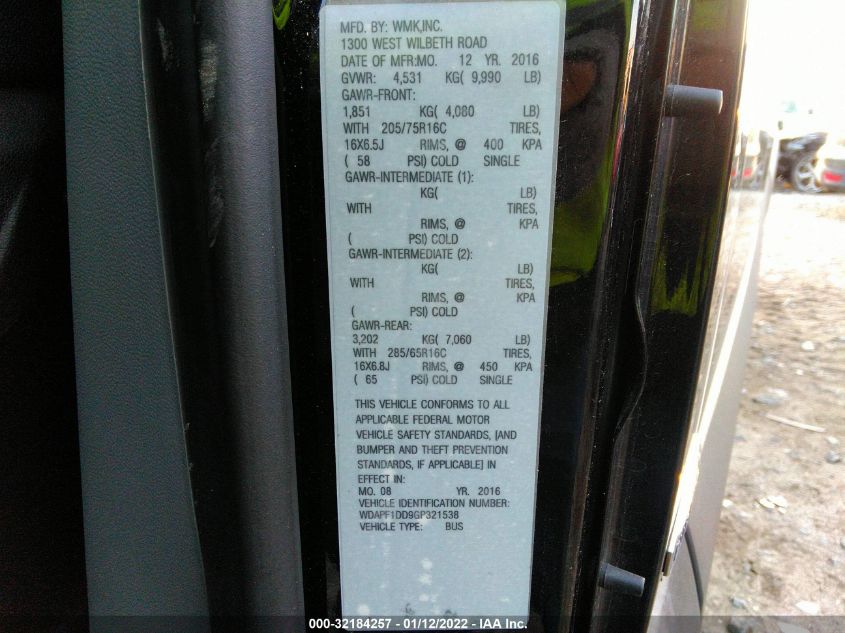 MFD. BY: WMK,INC.
1300 WEST WILBETH ROAD
DATE OF MFR:MO. 12 YR. 2016
GVWR: 4,531 KG( 9,990 LB)
GAWR-FRONT:
1,851 KG( 4,080 LB)
WITH 205/75R16C TIRES,
16X6.5J RIMS, @ 400 KPA
( 58 PSI) COLD SINGLE
GAWR-INTERMEDIATE (1):
KG( LB)
WITH TIRES,
RIMS, @ KPA
( PSI) COLD
GAWR-INTERMEDIATE (2):
KG( LB)
WITH TIRES,
RIMS, @ KPA
( PSI) COLD
GAWR-REAR:
3,202 KG( 7,060 LB)
WITH 285/65R16C TIRES,
16X6.8J RIMS, @ 450 KPA
( 65 PSI) COLD SINGLE
THIS VEHICLE CONFORMS TO ALL
APPLICABLE FEDERAL MOTOR
VEHICLE SAFETY STANDARDS, [AND
BUMPER AND THEFT PREVENTION
STANDARDS, IF APPLICABLE] IN
EFFECT IN:
MO. 08 YR. 2016
VEHICLE IDENTIFICATION NUMBER:
WDAPF1DD9GP321538
VEHICLE TYPE: BUS
000-32184257 - 01/12/2022 - IAA Inc.